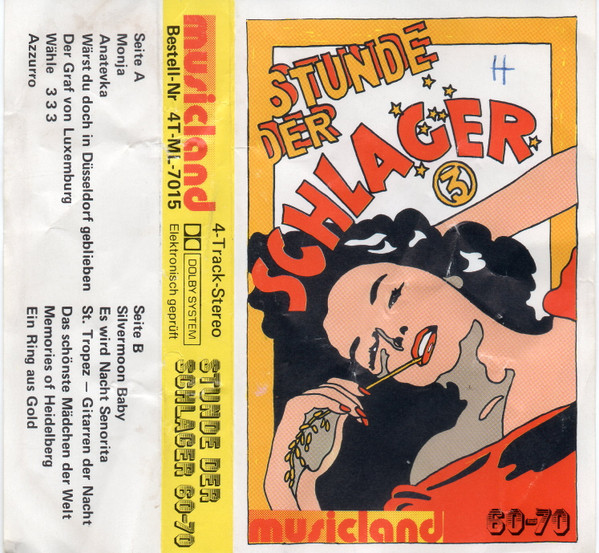 Seite A
Monja
Anatevka
Wärst du doch in Düsseldorf geblieben
Der Graf von Luxemburg
Wähle 3 3 3
Azzurro
Seite B
Silvermoon Baby
Es wird Nacht Senorita
St. Tropez – Gitarren der Nacht
Das schönste Mädchen der Welt
Memories of Heidelberg
Ein Ring aus Gold
musicland
Bestell-Nr 4T-ML-7015
4-Track-Stereo
DOLBY SYSTEM
Elektronisch geprüft
STUNDE DER
SCHLAGER 60-70
H
STUNDE
DER
SCHLAGER
3
musicland
60-70